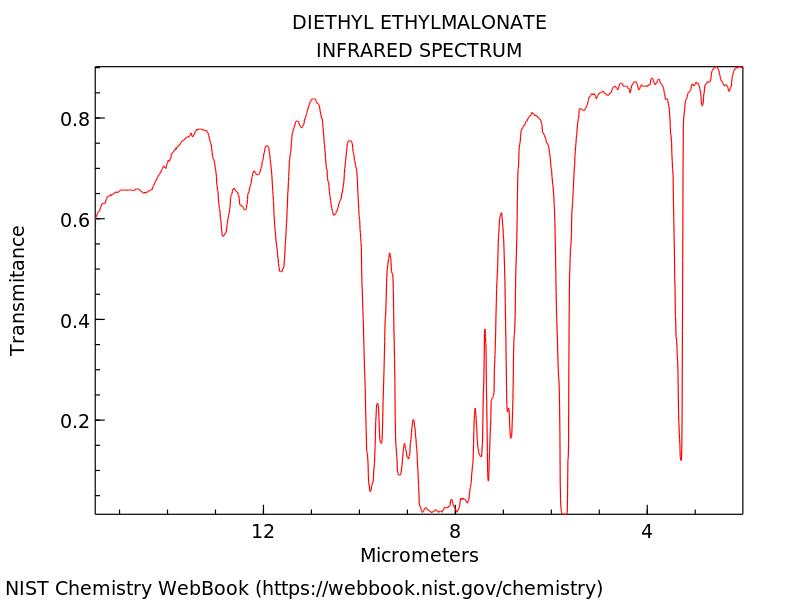 DIETHYL ETHYLMALONATE
INFRARED SPECTRUM
Transmitance
0.8
0.6
0.4
0.2
12 8 4
Micrometers
NIST Chemistry WebBook (https://webbook.nist.gov/chemistry)